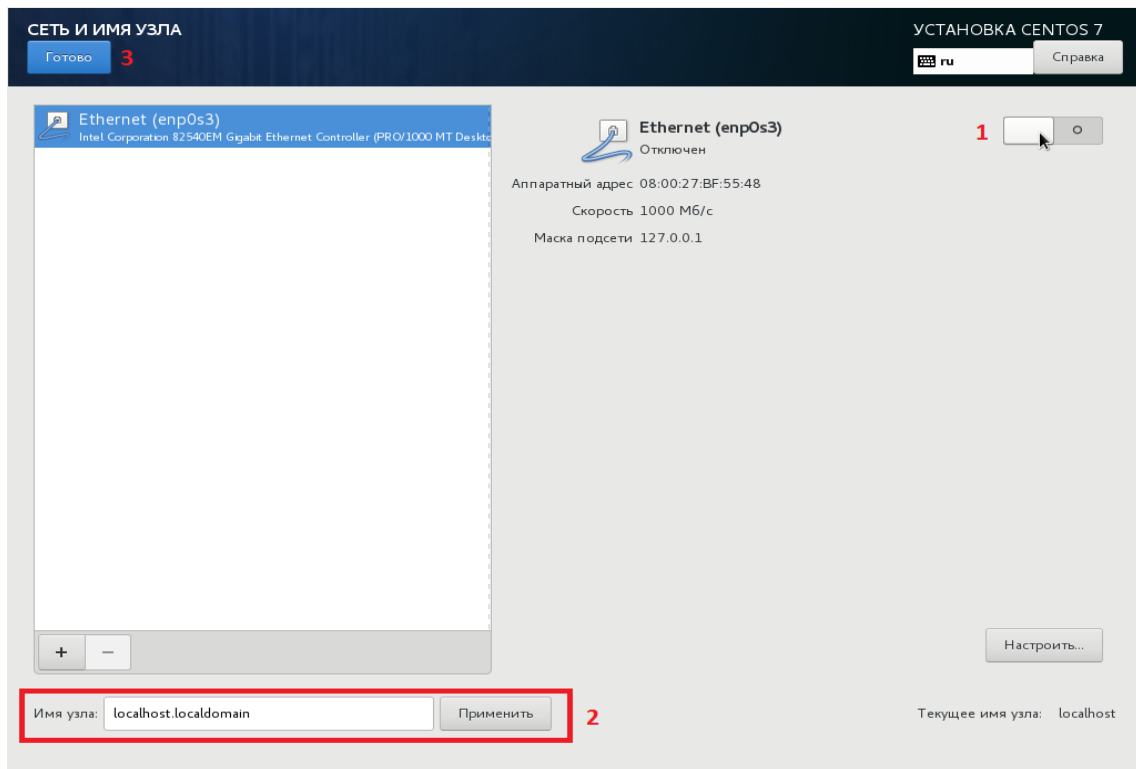 СЕТЬ И ИМЯ УЗЛА
Готово
3
УСТАНОВКА CENTOS 7
ru
Справка
Ethernet (enp0s3)
Intel Corporation 82540EM Gigabit Ethernet Controller (PRO/1000 MT Deskto
Ethernet (enp0s3)
Отключен
1
Аппаратный адрес 08:00:27:BF:55:48
Скорость 1000 Мб/с
Маска подсети 127.0.0.1
+ −
Настроить...
Имя узла: localhost.localdomain Применить
2
Текущее имя узла: localhost